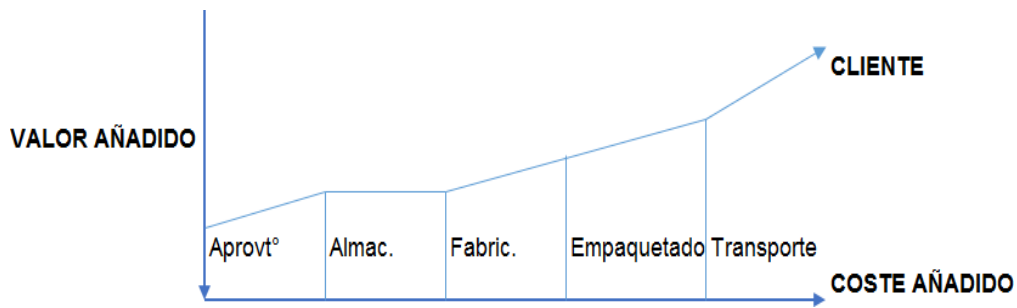 CLIENTE
VALOR AÑADIDO
Aprovt° Almac. Fabric. Empaquetado Transporte
COSTE AÑADIDO